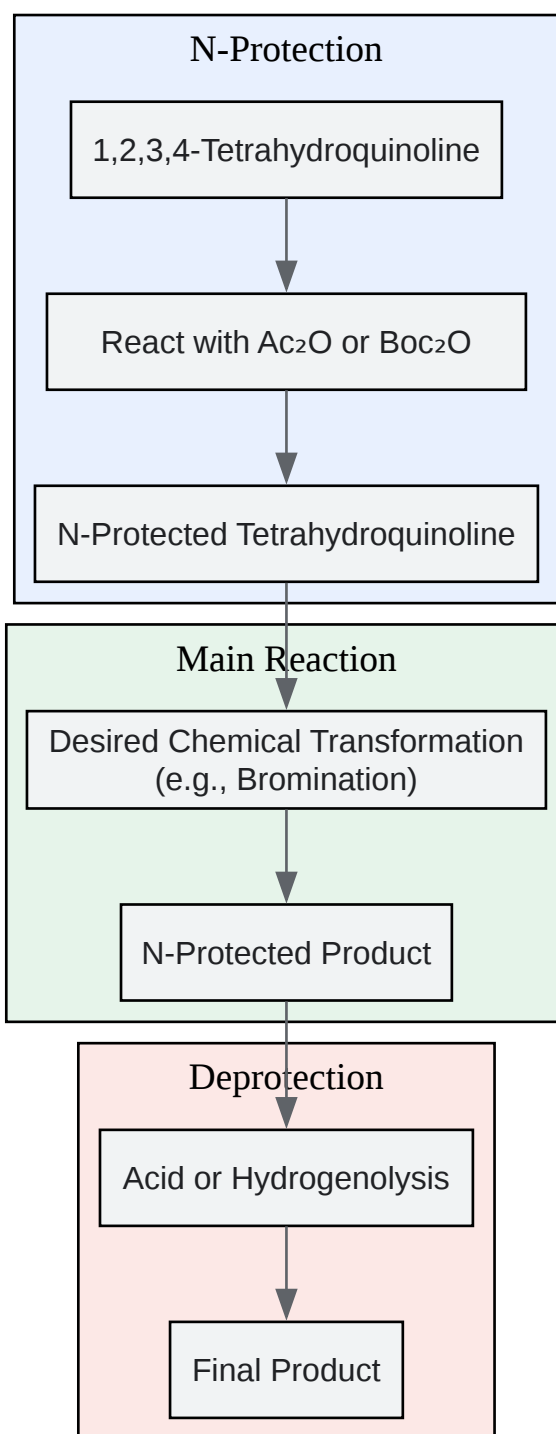 N-Protection
1,2,3,4-Tetrahydroquinoline
React with Ac₂O or Boc₂O
N-Protected Tetrahydroquinoline
Main Reaction
Desired Chemical Transformation
(e.g., Bromination)
N-Protected Product
Deprotection
Acid or Hydrogenolysis
Final Product